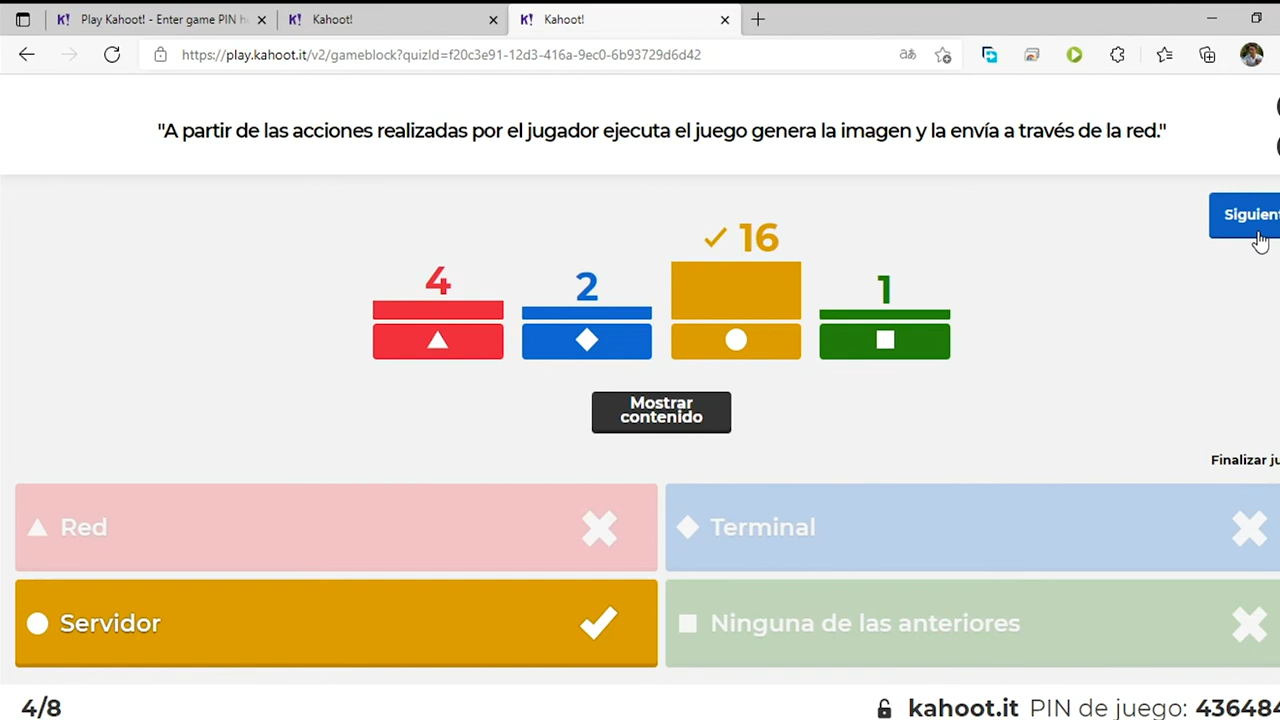 K! Play Kahoot! - Enter game PIN h
K! Kahoot!
K! Kahoot!
https://play.kahoot.it/v2/gameblock?quizId=f20c3e91-12d3-416a-9ec0-6b93729d6d42
"A partir de las acciones realizadas por el jugador ejecuta el juego genera la imagen y la envía a través de la red."
Siguient
4
2
16
1
Mostrar
contenido
Finalizar ju
Red
Terminal
Servidor
Ninguna de las anteriores
4/8
kahoot.it PIN de juego: 436484